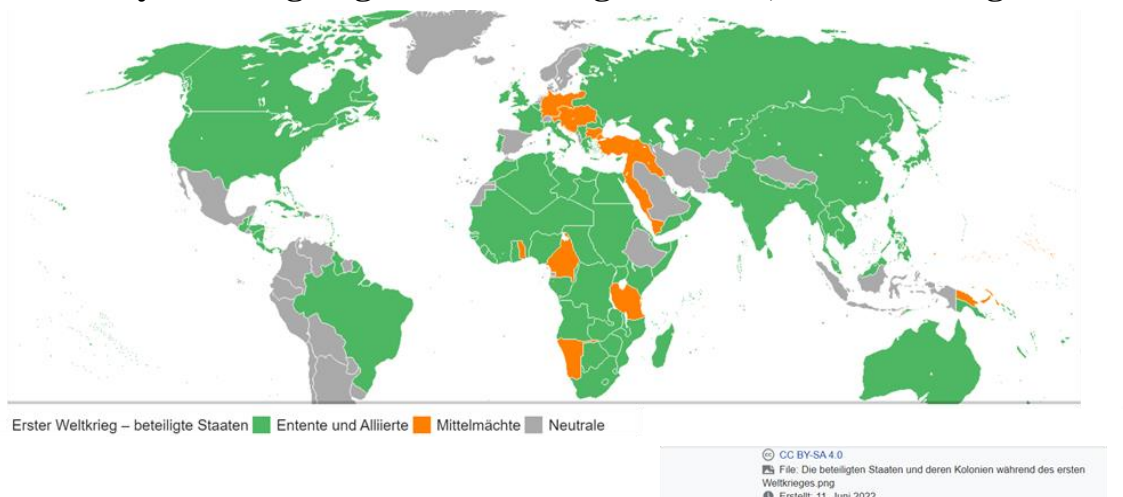 Erster Weltkrieg – beteiligte Staaten Entente und Alliierte Mittelmächte Neutrale
CC BY-SA 4.0
File: Die beteiligten Staaten und deren Kolonien während des ersten
Weltkrieges.png
Erstellt: 11. Juni 2022